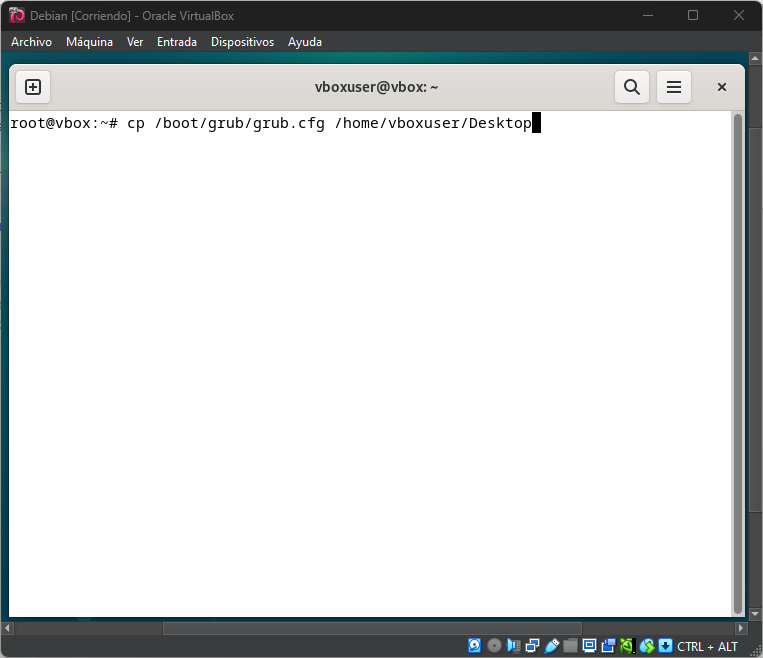 Debian [Corriendo] - Oracle VirtualBox
Archivo Máquina Ver Entrada Dispositivos Ayuda
vboxuser@vbox: ~
root@vbox:~# cp /boot/grub/grub.cfg /home/vboxuser/Desktop
CTRL + ALT